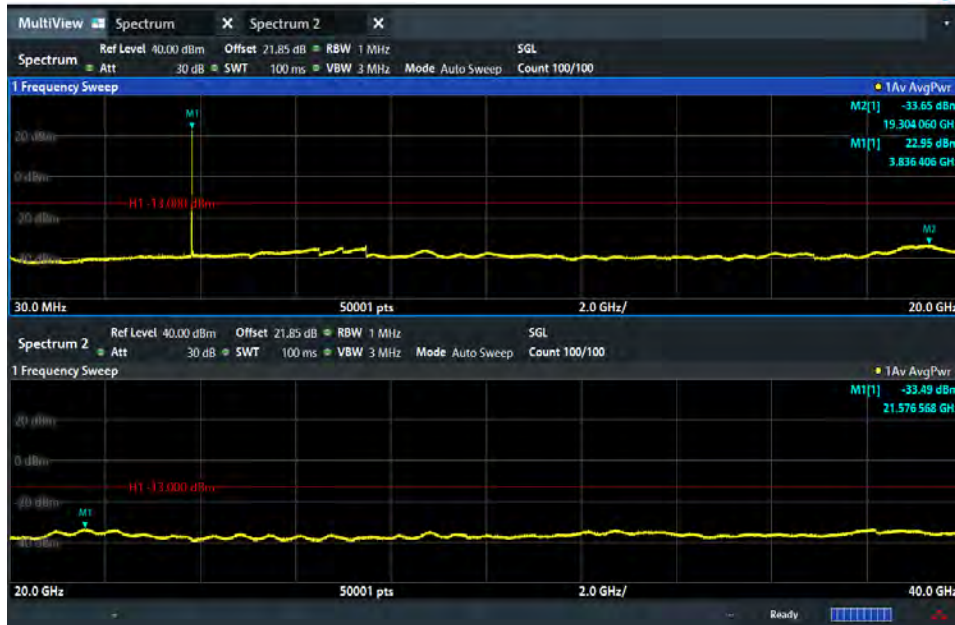 MultiView Spectrum X Spectrum 2 X
Ref Level 40.00 dBm Offset 21.85 dB RBW 1 MHz SGL
Spectrum Att 30 dB SWT 100 ms VBW 3 MHz Mode Auto Sweep Count 100/100
1 Frequency Sweep 1Av AvgPwr
M1 M2[1] -33.65 dBm
19.304 060 GH
20 dBm M1[1] 22.95 dBm
3.836 406 GH
0 dBm
H1 -13.000 dBm
-20 dBm
M2
-40 dBm
30.0 MHz 50001 pts 2.0 GHz/ 20.0 GHz
Ref Level 40.00 dBm Offset 21.85 dB RBW 1 MHz SGL
Spectrum 2 Att 30 dB SWT 100 ms VBW 3 MHz Mode Auto Sweep Count 100/100
1 Frequency Sweep 1Av AvgPwr
M1[1] -33.49 dBm
21.576 568 GH
20 dBm
0 dBm
H1 -13.000 dBm
-20 dBm
M1
-40 dBm
20.0 GHz 50001 pts 2.0 GHz/ 40.0 GHz
Ready